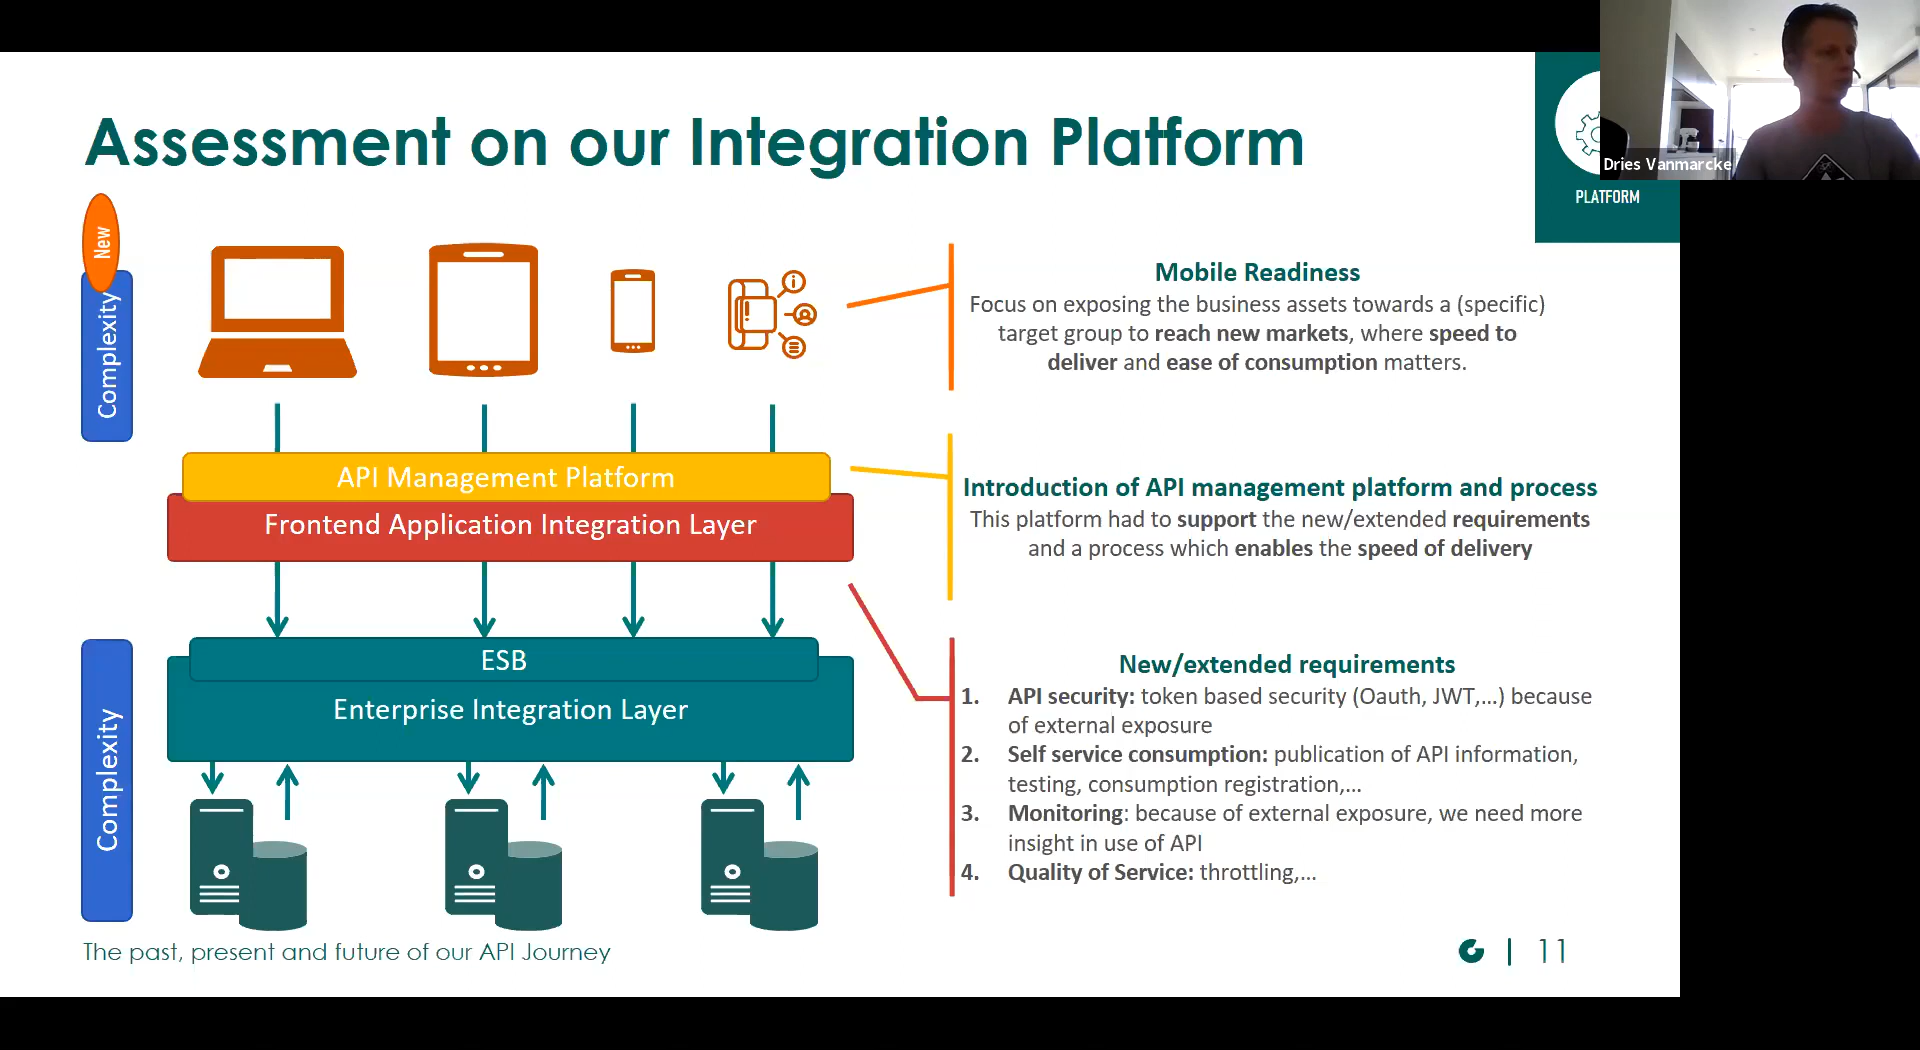 Assessment on our Integration Platform
Dries Vanmarcke
PLATFORM
New
Complexity
Mobile Readiness
Focus on exposing the business assets towards a (specific)
target group to reach new markets, where speed to
deliver and ease of consumption matters.
API Management Platform
Frontend Application Integration Layer
Introduction of API management platform and process
This platform had to support the new/extended requirements
and a process which enables the speed of delivery
Complexity
ESB
Enterprise Integration Layer
New/extended requirements
1. API security: token based security (Oauth, JWT,...) because
of external exposure
2. Self service consumption: publication of API information,
testing, consumption registration,...
3. Monitoring: because of external exposure, we need more
insight in use of API
4. Quality of Service: throttling,...
The past, present and future of our API Journey
11